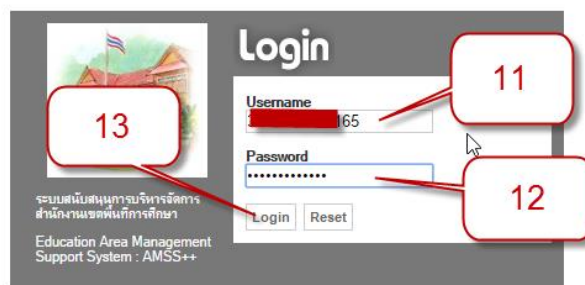 Login
11
Username
165
13
Password
•••••••••••••
12
ระบบสนับสนุนการบริหารจัดการ
สำนักงานเขตพื้นที่การศึกษา
Login Reset
Education Area Management
Support System : AMSS++